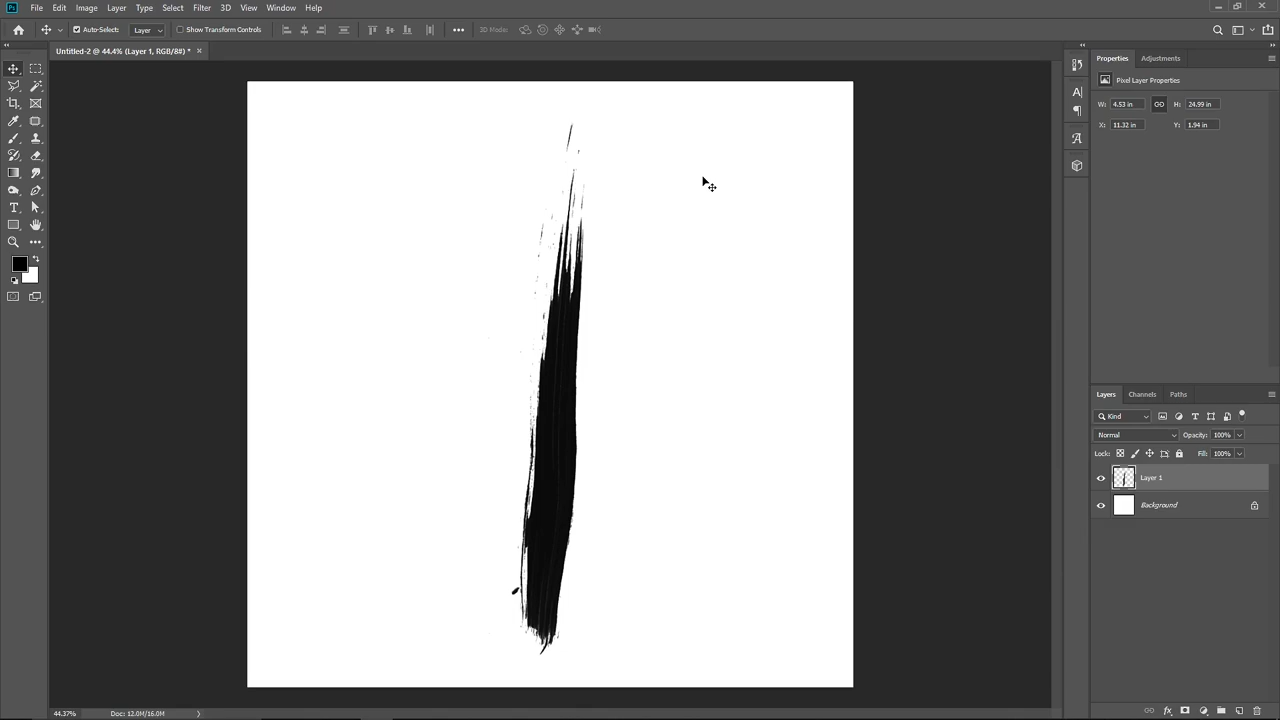 Ps File Edit Image Layer Type Select Filter 3D View Window Help
Auto-Select: Layer Show Transform Controls 3D Mode:
Untitled-2 @ 44.4% (Layer 1, RGB/8#) * ×
Properties Adjustments
Pixel Layer Properties
W: 4.53 in H: 24.99 in
X: 11.32 in Y: 1.94 in
Layers Channels Paths
Kind
Normal Opacity: 100%
Lock: Fill: 100%
Layer 1
Background
44.37% Doc: 12.0M/16.0M